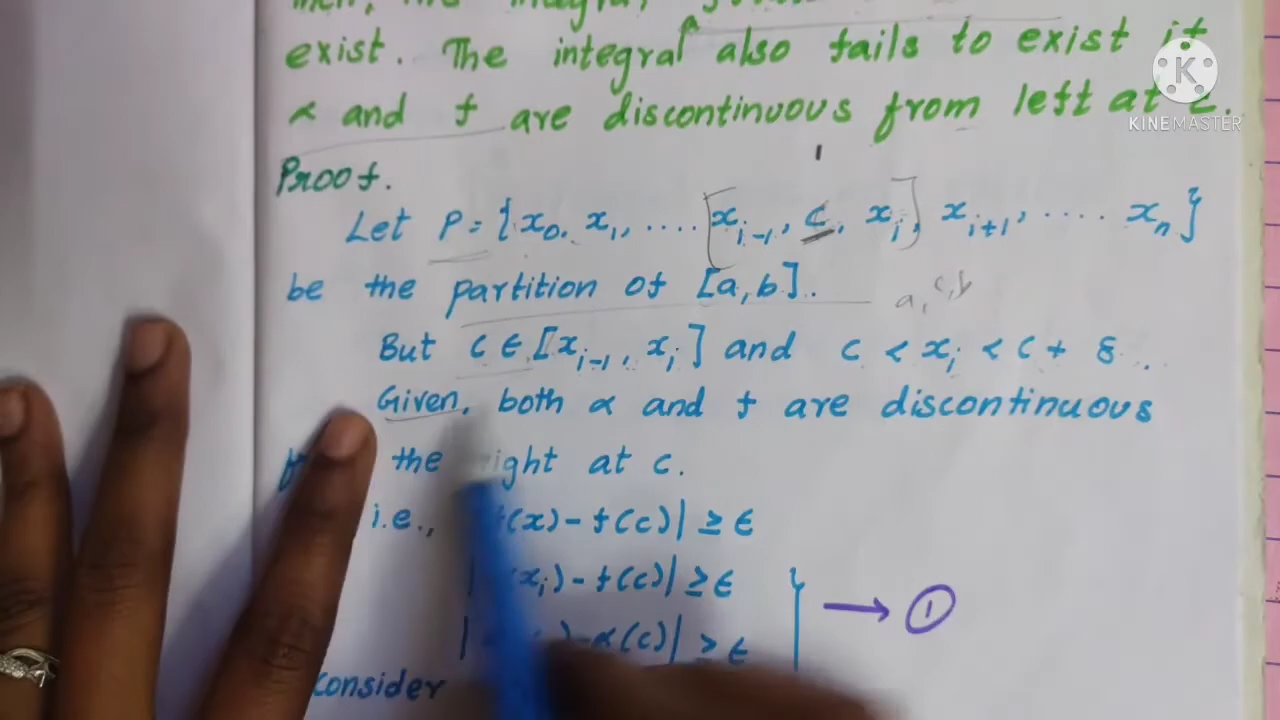 exist. The integral also fails to exist if
α and f are discontinuous from left at c.
KINEMASTER
Proof.
Let P = {x₀, x₁, .... [xᵢ₋₁, c, xᵢ], xᵢ₊₁, .... xₙ}
be the partition of [a, b].
a, c, b
But c ∈ [xᵢ₋₁, xᵢ] and c < xᵢ < c + δ
Given, both α and f are discontinuous
the right at c.
i.e., f(x) - f(c)| ≥ ε
xᵢ) - f(c)| ≥ ε
} → ①
- α(c)| ≥ ε
consider